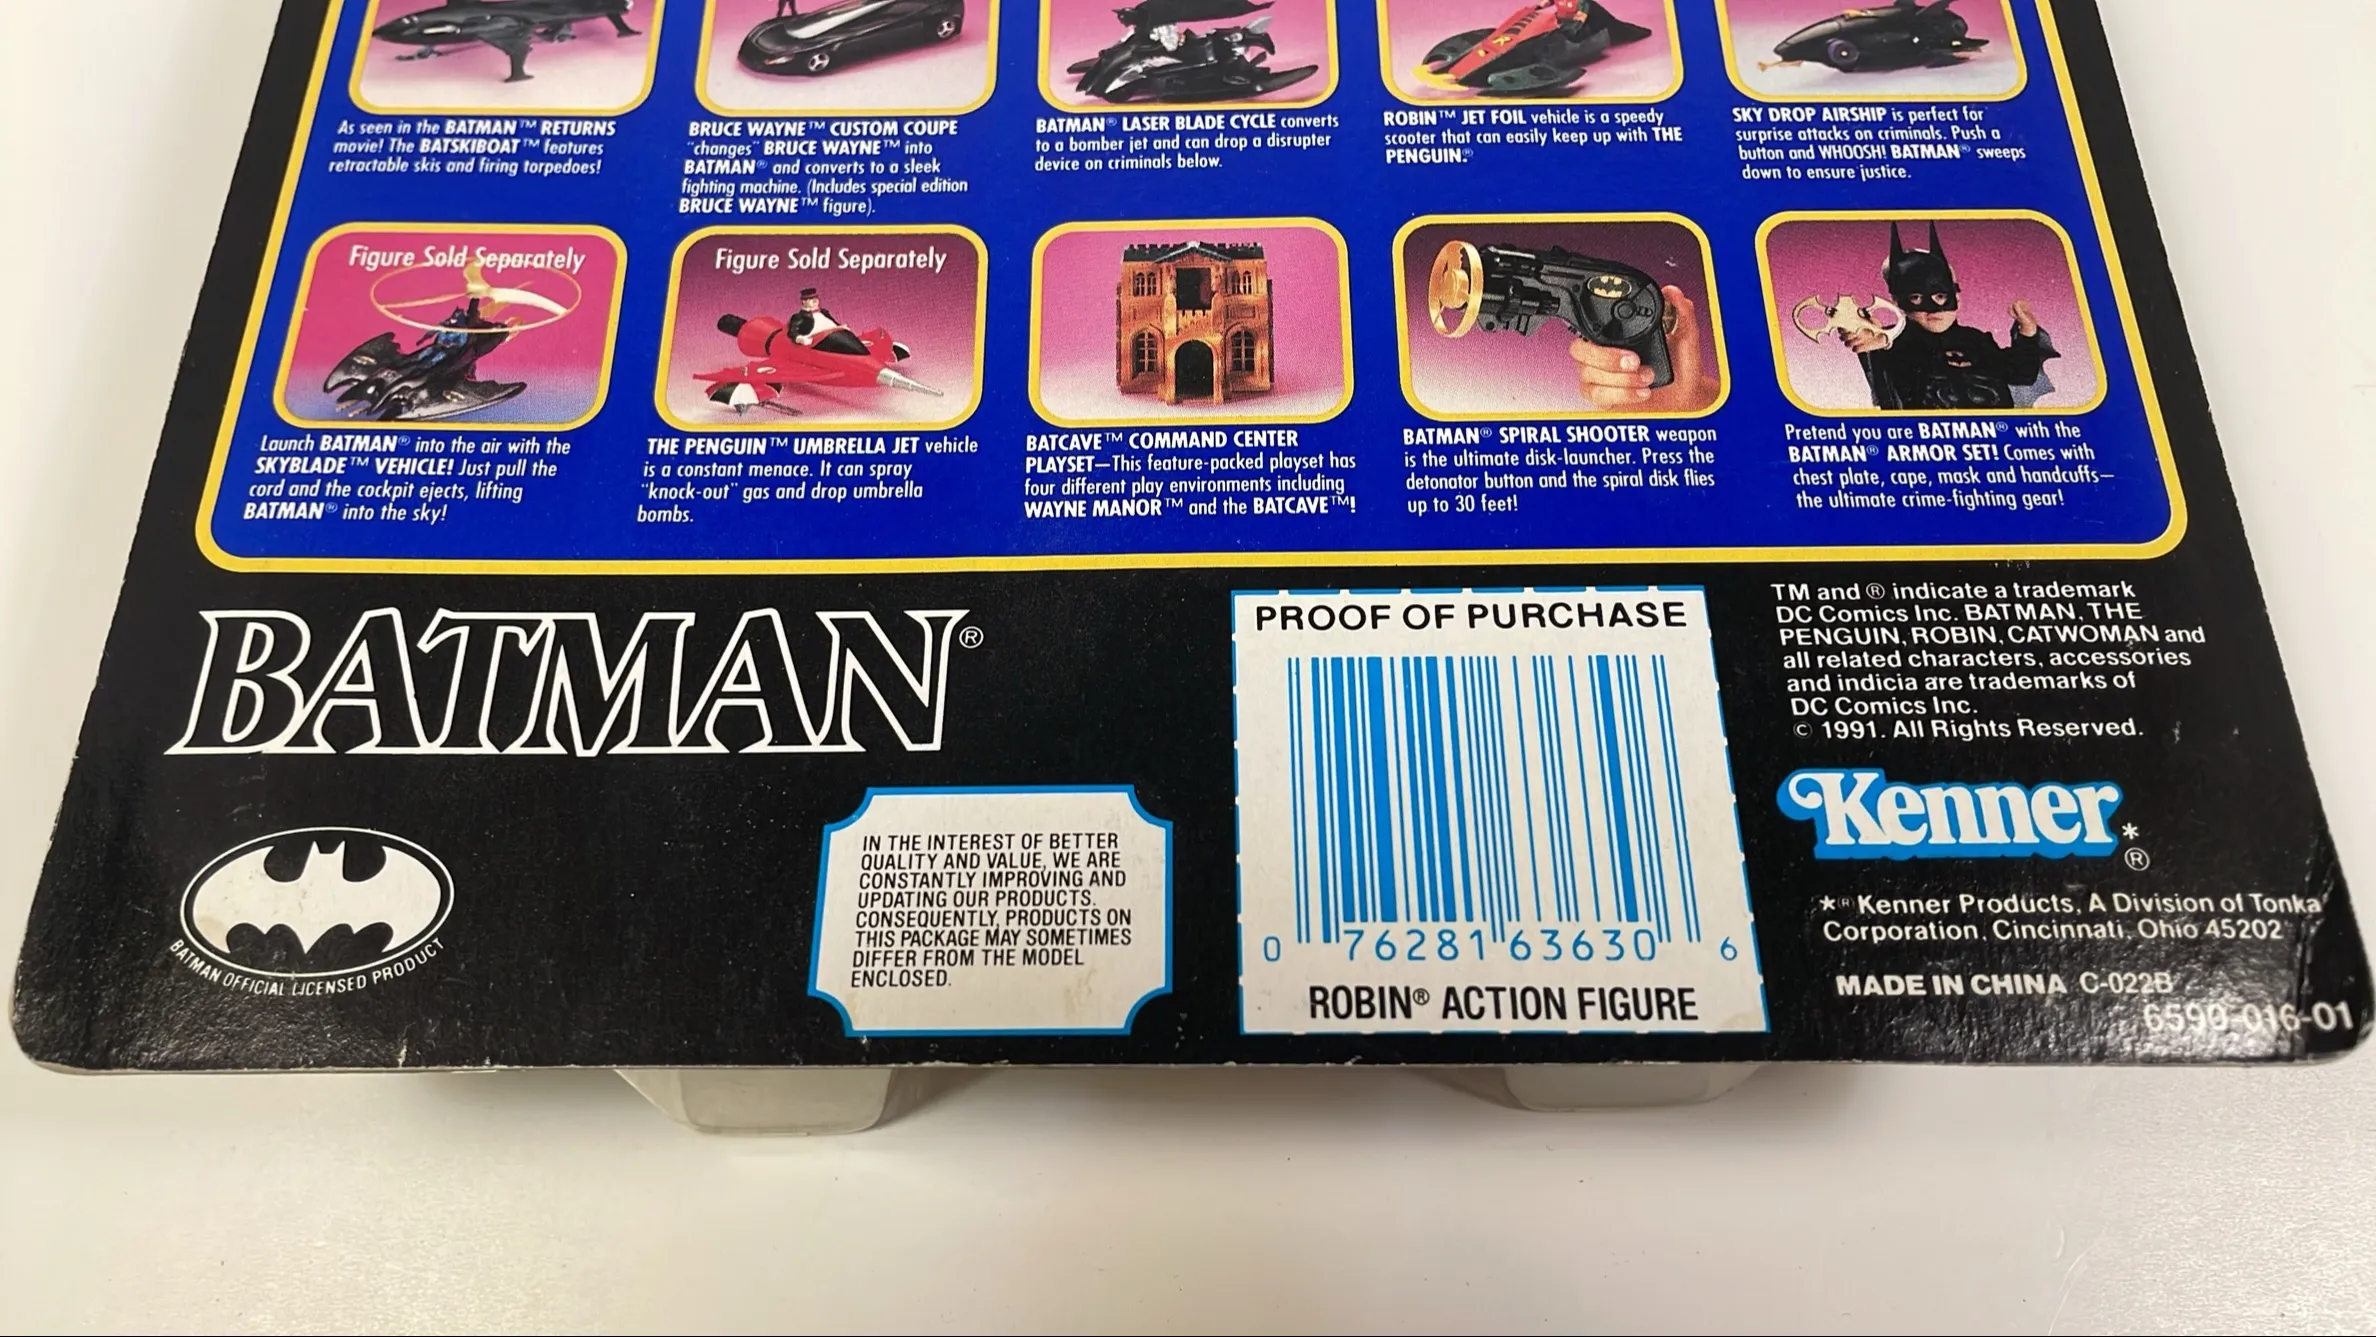 As seen in the BATMAN™ RETURNS
movie! The BATSKIBOAT™ features
retractable skis and firing torpedoes!
BRUCE WAYNE™ CUSTOM COUPE
"changes" BRUCE WAYNE™ into
BATMAN® and converts to a sleek
fighting machine. (Includes special edition
BRUCE WAYNE™ figure).
BATMAN® LASER BLADE CYCLE converts
to a bomber jet and can drop a disrupter
device on criminals below.
ROBIN™ JET FOIL vehicle is a speedy
scooter that can easily keep up with THE
PENGUIN.®
SKY DROP AIRSHIP is perfect for
surprise attacks on criminals. Push a
button and WHOOSH! BATMAN® sweeps
down to ensure justice.
Figure Sold Separately
Launch BATMAN® into the air with the
SKYBLADE™ VEHICLE! Just pull the
cord and the cockpit ejects, lifting
BATMAN® into the sky!
Figure Sold Separately
THE PENGUIN™ UMBRELLA JET vehicle
is a constant menace. It can spray
"knock-out" gas and drop umbrella
bombs.
BATCAVE™ COMMAND CENTER
PLAYSET—This feature-packed playset has
four different play environments including
WAYNE MANOR™ and the BATCAVE™!
BATMAN® SPIRAL SHOOTER weapon
is the ultimate disk-launcher. Press the
detonator button and the spiral disk flies
up to 30 feet!
Pretend you are BATMAN® with the
BATMAN® ARMOR SET! Comes with
chest plate, cape, mask and handcuffs—
the ultimate crime-fighting gear!
BATMAN®
BATMAN OFFICIAL LICENSED PRODUCT
IN THE INTEREST OF BETTER
QUALITY AND VALUE, WE ARE
CONSTANTLY IMPROVING AND
UPDATING OUR PRODUCTS.
CONSEQUENTLY, PRODUCTS ON
THIS PACKAGE MAY SOMETIMES
DIFFER FROM THE MODEL
ENCLOSED.
PROOF OF PURCHASE
0 76281 63630 6
ROBIN® ACTION FIGURE
TM and ® indicate a trademark
DC Comics Inc. BATMAN, THE
PENGUIN, ROBIN, CATWOMAN and
all related characters, accessories
and indicia are trademarks of
DC Comics Inc.
© 1991. All Rights Reserved.
Kenner*®
*® Kenner Products, A Division of Tonka
Corporation, Cincinnati, Ohio 45202
MADE IN CHINA C-022B
6590-016-01